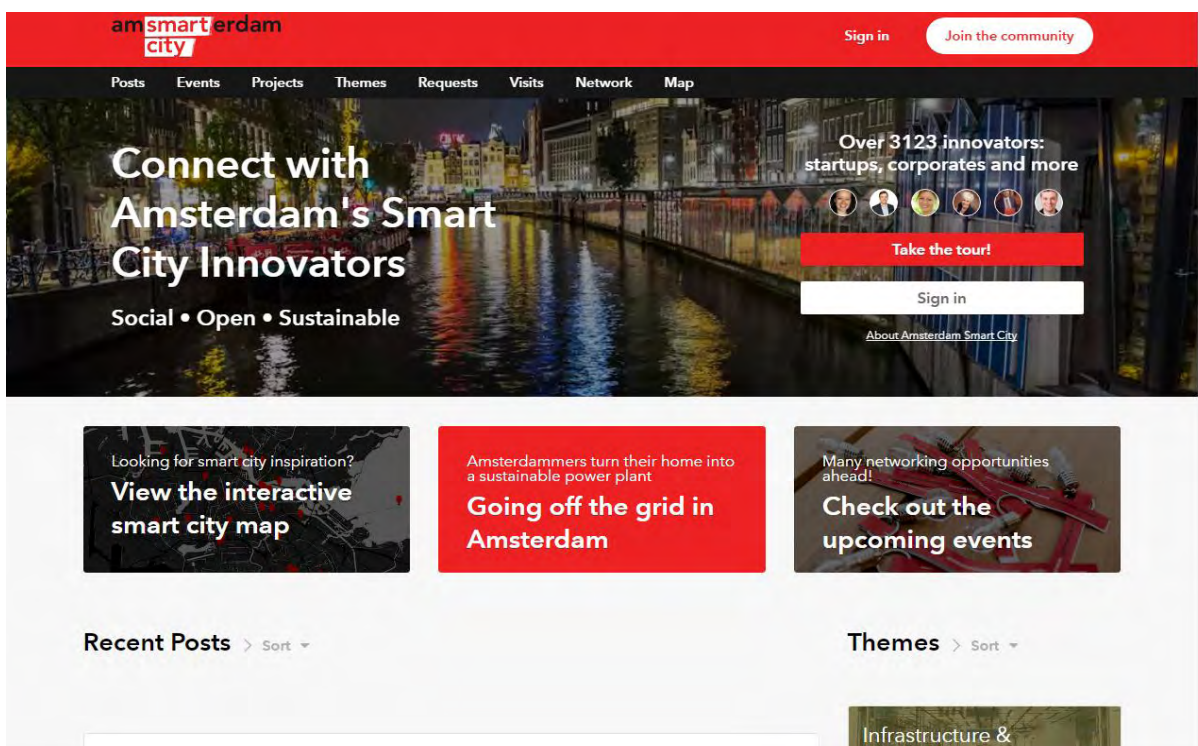 amsmarterdam
city
Sign in
Join the community
Posts Events Projects Themes Requests Visits Network Map
Connect with
Amsterdam's Smart
City Innovators
Social • Open • Sustainable
Over 3123 innovators:
startups, corporates and more
Take the tour!
Sign in
About Amsterdam Smart City
Looking for smart city inspiration?
View the interactive
smart city map
Amsterdammers turn their home into
a sustainable power plant
Going off the grid in
Amsterdam
Many networking opportunities
ahead!
Check out the
upcoming events
Recent Posts > Sort
Themes > Sort
Infrastructure &